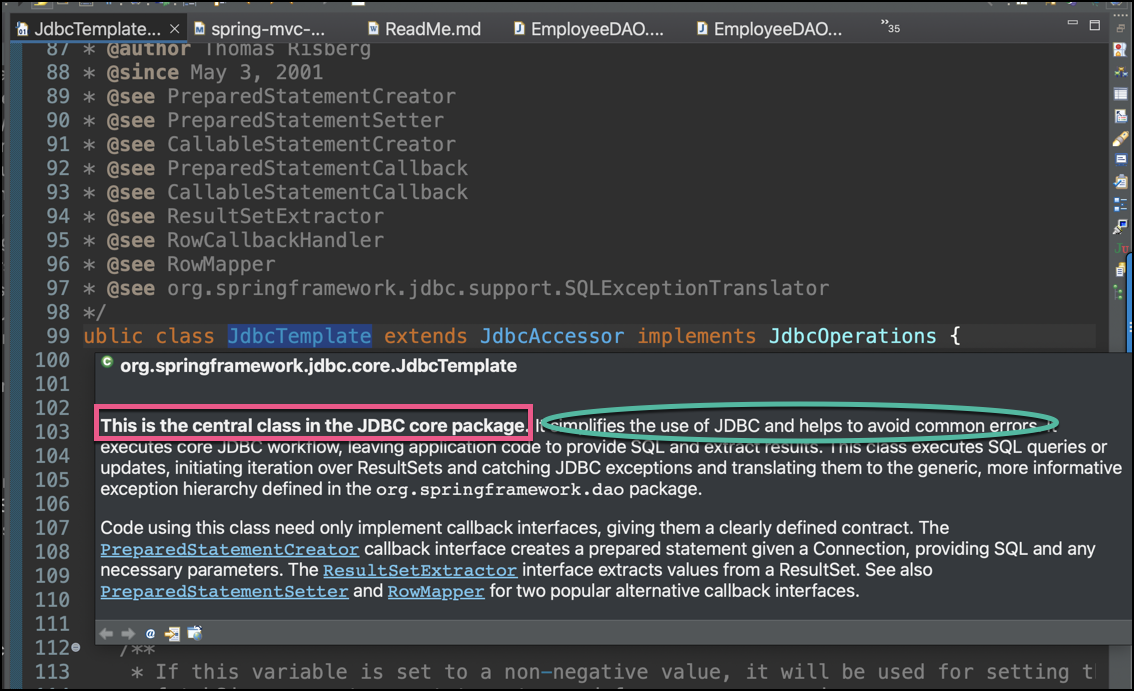 JdbcTemplate...
spring-mvc-...
ReadMe.md
EmployeeDAO....
EmployeeDAO...
»35
87 * @author Thomas Risberg
88 * @since May 3, 2001
89 * @see PreparedStatementCreator
90 * @see PreparedStatementSetter
91 * @see CallableStatementCreator
92 * @see PreparedStatementCallback
93 * @see CallableStatementCallback
94 * @see ResultSetExtractor
95 * @see RowCallbackHandler
96 * @see RowMapper
97 * @see org.springframework.jdbc.support.SQLExceptionTranslator
98 */
99 ublic class JdbcTemplate extends JdbcAccessor implements JdbcOperations {
100
101
102
103
104
105
106
107
108
109
110
111
org.springframework.jdbc.core.JdbcTemplate
This is the central class in the JDBC core package. It simplifies the use of JDBC and helps to avoid common errors. It
executes core JDBC workflow, leaving application code to provide SQL and extract results. This class executes SQL queries or
updates, initiating iteration over ResultSets and catching JDBC exceptions and translating them to the generic, more informative
exception hierarchy defined in the org.springframework.dao package.
Code using this class need only implement callback interfaces, giving them a clearly defined contract. The
PreparedStatementCreator callback interface creates a prepared statement given a Connection, providing SQL and any
necessary parameters. The ResultSetExtractor interface extracts values from a ResultSet. See also
PreparedStatementSetter and RowMapper for two popular alternative callback interfaces.
112 /**
113 * If this variable is set to a non-negative value, it will be used for setting t